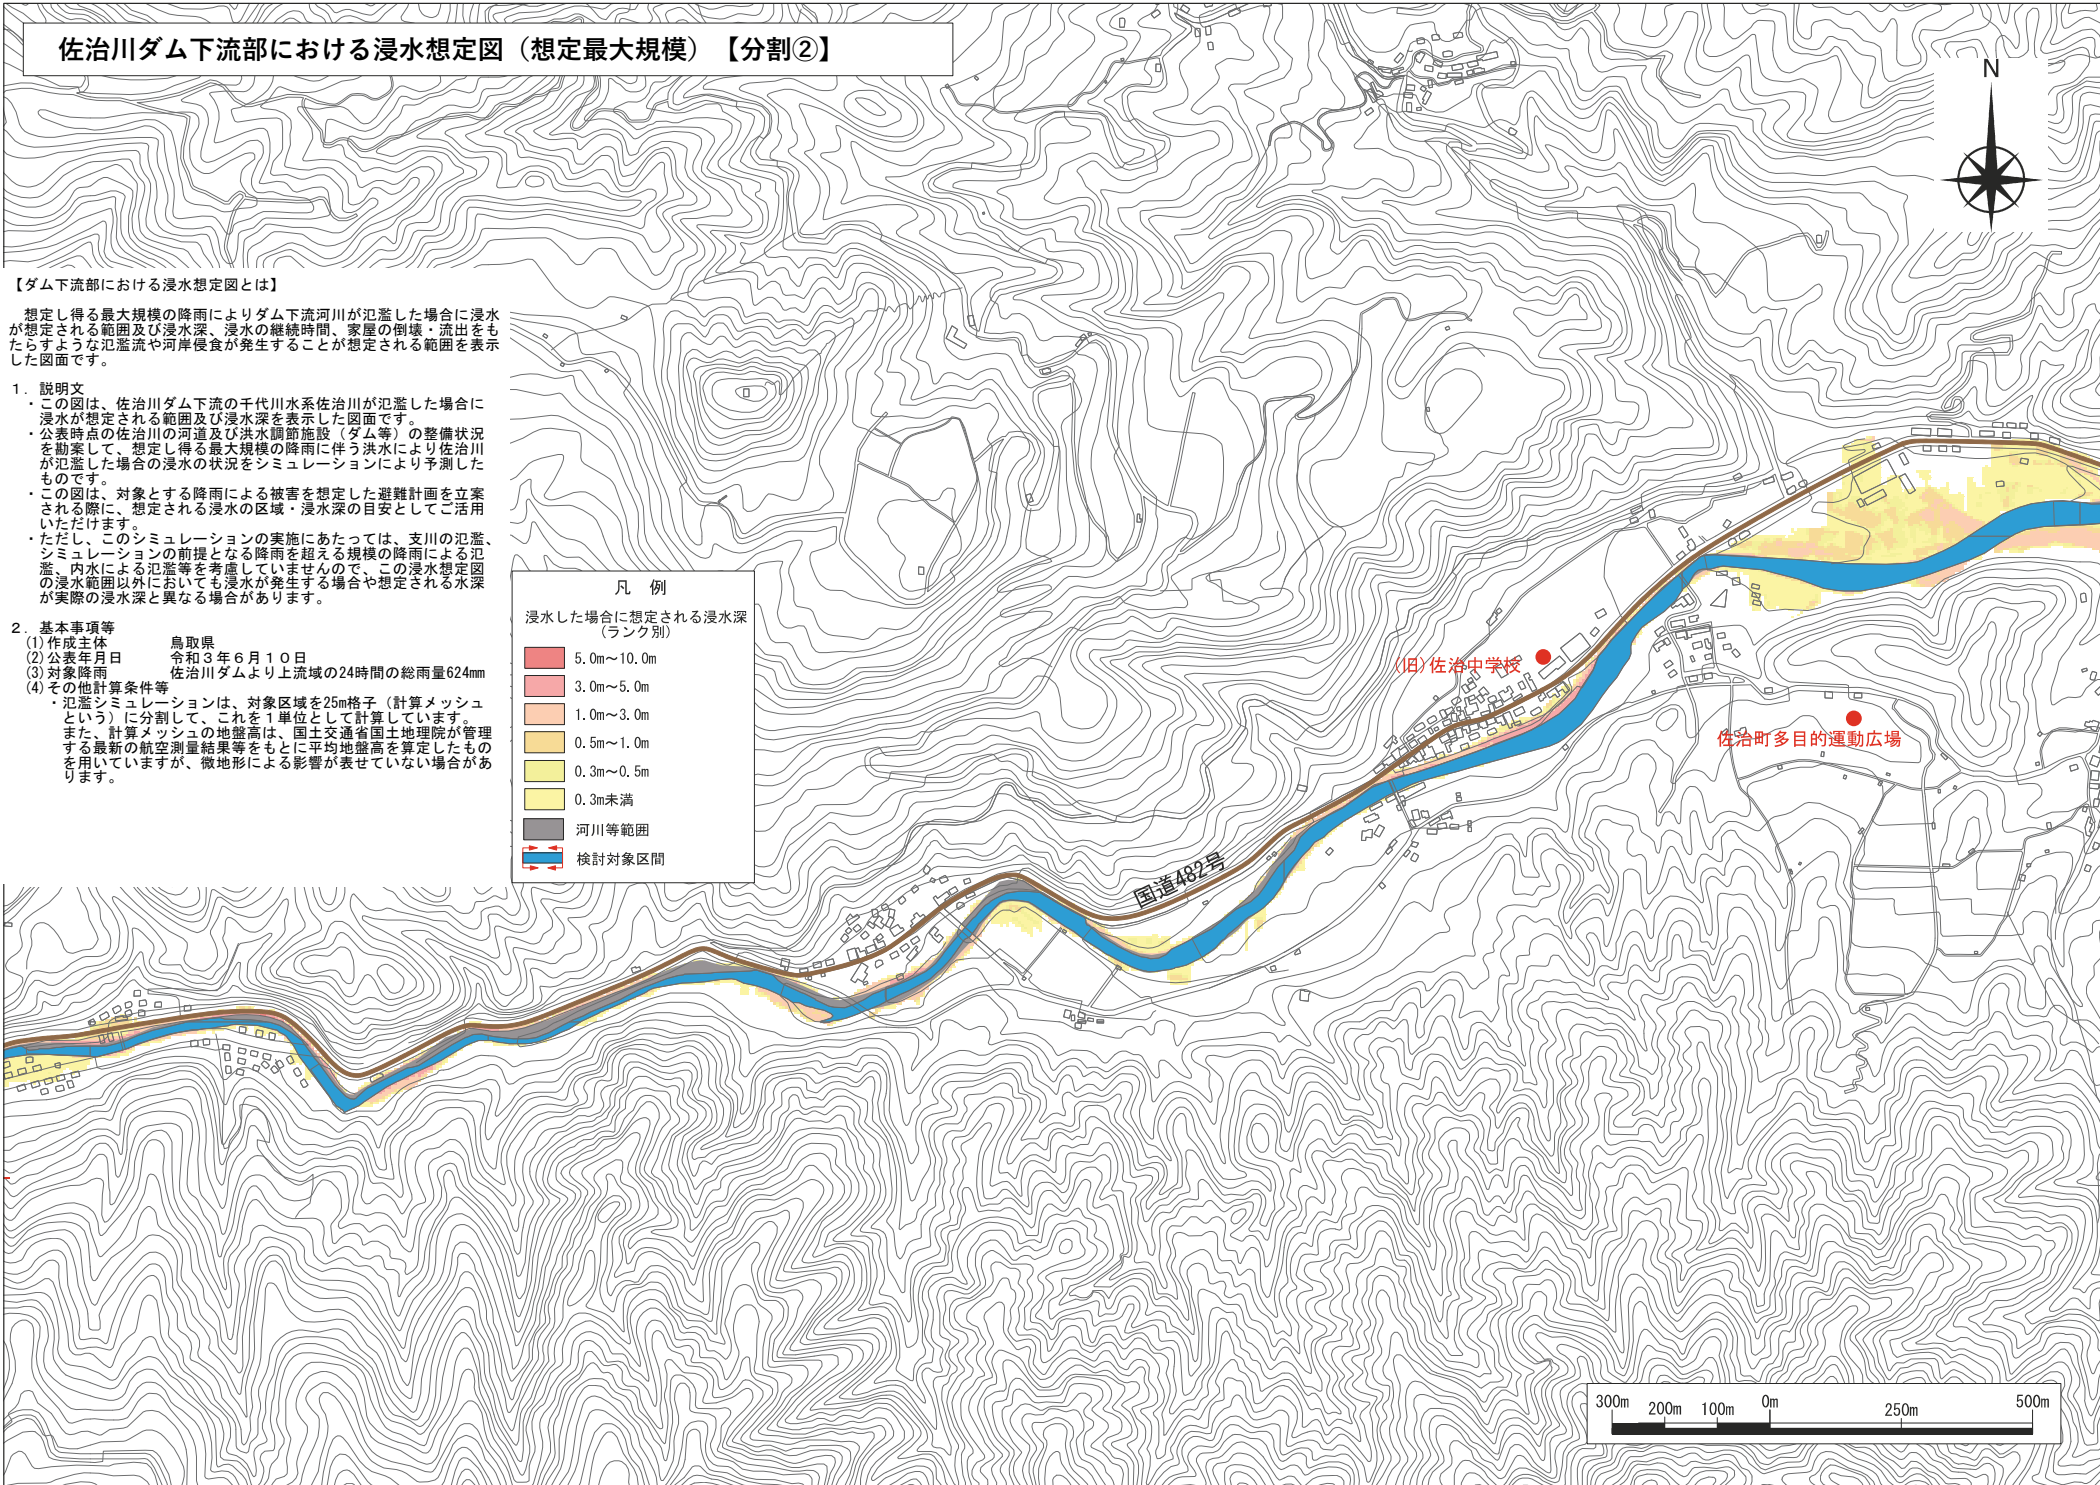 佐治川ダム下流部における浸水想定図（想定最大規模）【分割②】
N
【ダム下流部における浸水想定図とは】
想定し得る最大規模の降雨によりダム下流河川が氾濫した場合に浸水
が想定される範囲及び浸水深、浸水の継続時間、家屋の倒壊・流出をも
たらすような氾濫流や河岸侵食が発生することが想定される範囲を表示
した図面です。
1．説明文
・この図は、佐治川ダム下流の千代川水系佐治川が氾濫した場合に
浸水が想定される範囲及び浸水深を表示した図面です。
・公表時点の佐治川の河道及び洪水調節施設（ダム等）の整備状況
を勘案して、想定し得る最大規模の降雨に伴う洪水により佐治川
が氾濫した場合の浸水の状況をシミュレーションにより予測した
ものです。
・この図は、対象とする降雨による被害を想定した避難計画を立案
される際に、想定される浸水の区域・浸水深の目安としてご活用
いただけます。
・ただし、このシミュレーションの実施にあたっては、支川の氾濫、
シミュレーションの前提となる降雨を超える規模の降雨による氾
濫、内水による氾濫等を考慮していませんので、この浸水想定図
の浸水範囲以外においても浸水が発生する場合や想定される水深
が実際の浸水深と異なる場合があります。
2．基本事項等
(1)作成主体 鳥取県
(2)公表年月日 令和３年６月１０日
(3)対象降雨 佐治川ダムより上流域の24時間の総雨量624mm
(4)その他計算条件等
・氾濫シミュレーションは、対象区域を25m格子（計算メッシュ
という）に分割して、これを１単位として計算しています。
また、計算メッシュの地盤高は、国土交通省国土地理院が管理
する最新の航空測量結果等をもとに平均地盤高を算定したもの
を用いていますが、微地形による影響が表せていない場合があ
ります。
凡 例
浸水した場合に想定される浸水深
(ランク別)
5.0m～10.0m
3.0m～5.0m
1.0m～3.0m
0.5m～1.0m
0.3m～0.5m
0.3m未満
河川等範囲
検討対象区間
(旧)佐治中学校
佐治町多目的運動広場
国道482号
300m 200m 100m 0m 250m 500m